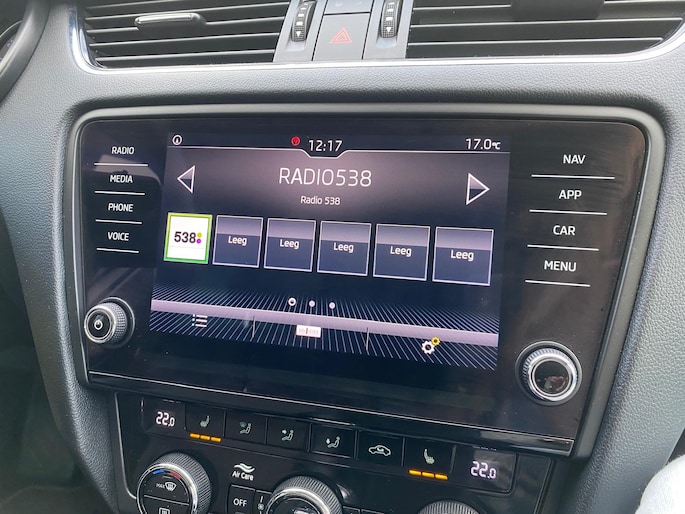 12:17
17.0°C
RADIO
MEDIA
PHONE
VOICE
RADIO538
Radio 538
538
Leeg
Leeg
Leeg
Leeg
Leeg
NAV
APP
CAR
MENU
22.0
22.0
MAX
Air Care
OFF